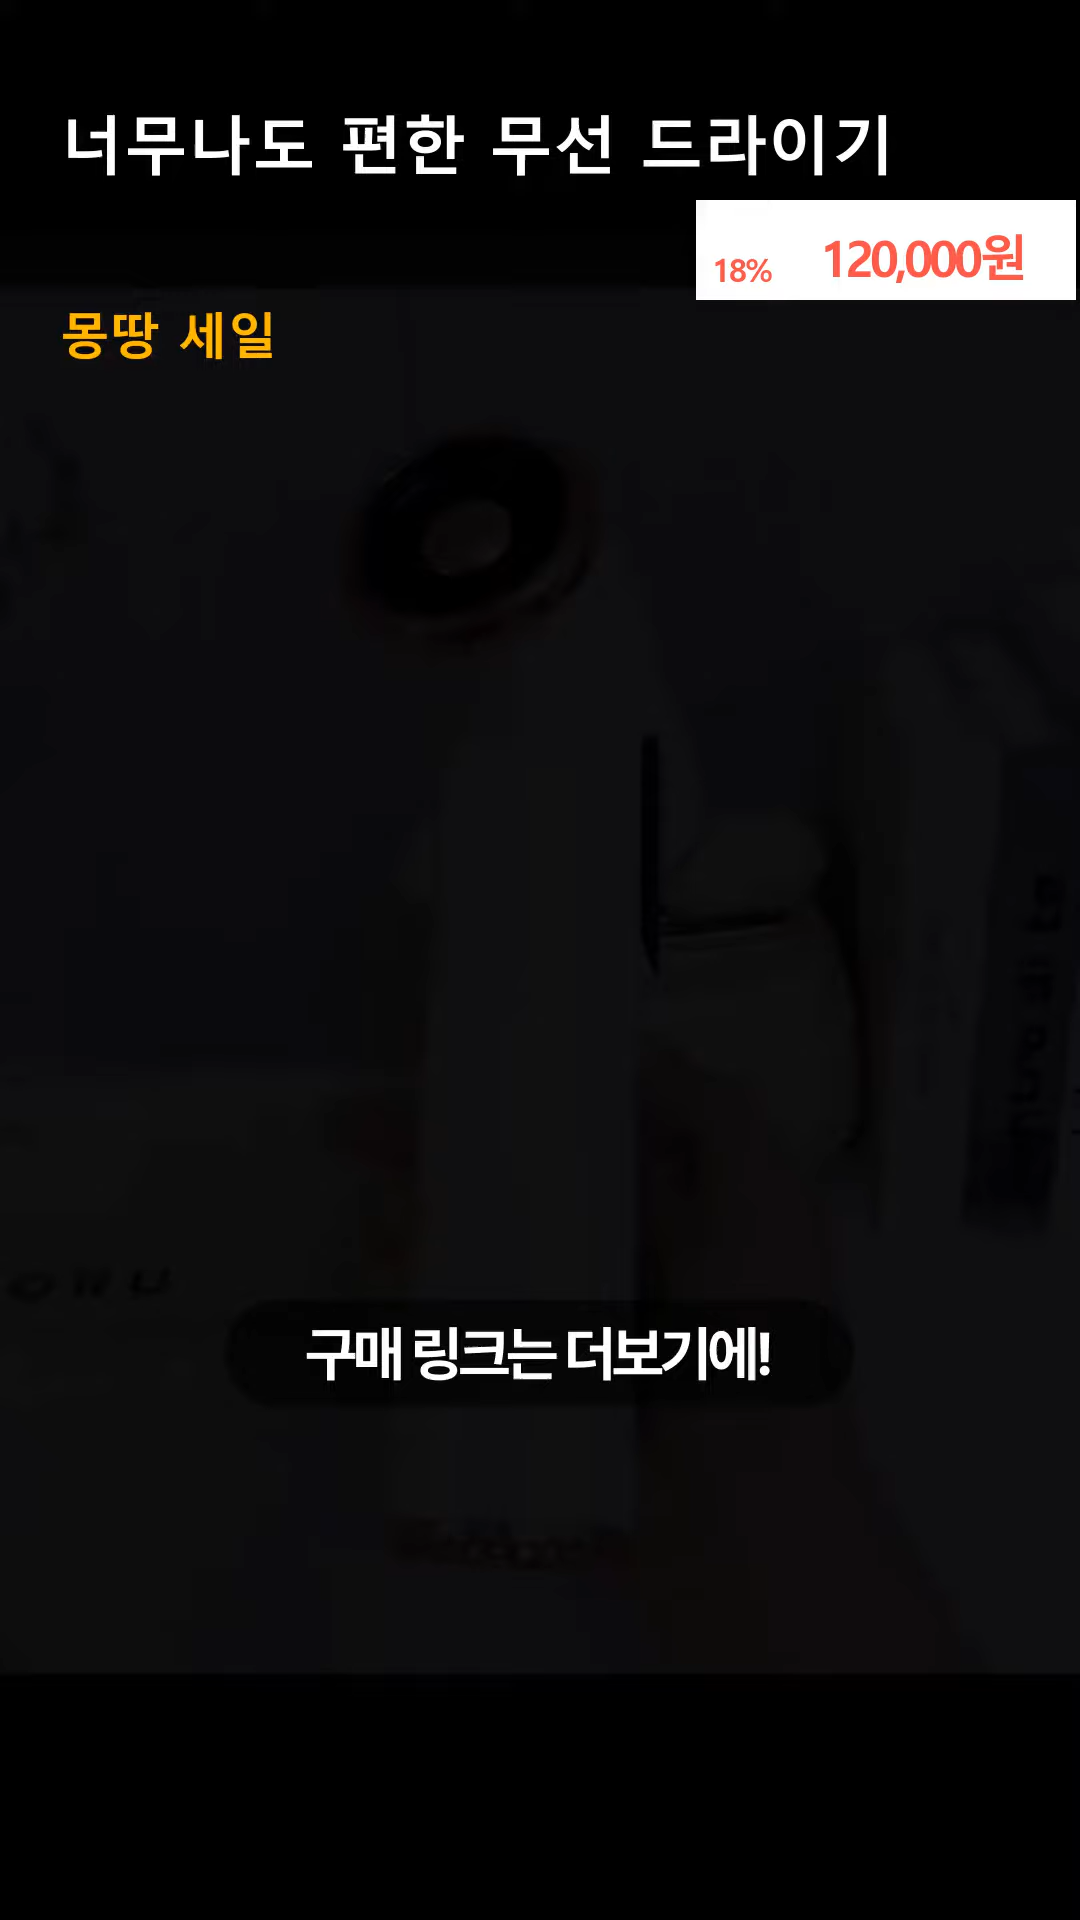 너무나도 편한 무선 드라이기
18% 120,000원
몽땅 세일
구매 링크는 더보기에!